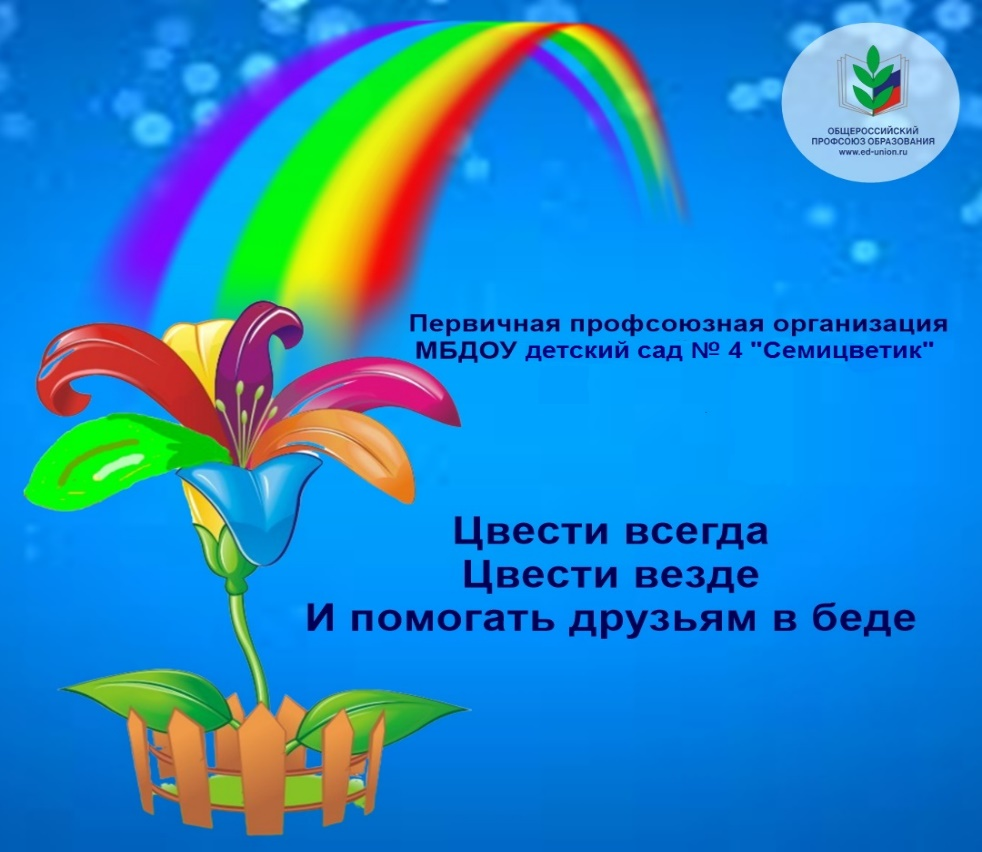 ОБЩЕРОССИЙСКИЙ
ПРОФСОЮЗ ОБРАЗОВАНИЯ
www.ed-union.ru
Первичная профсоюзная организация
МБДОУ детский сад № 4 "Семицветик"
Цвести всегда
Цвести везде
И помогать друзьям в беде